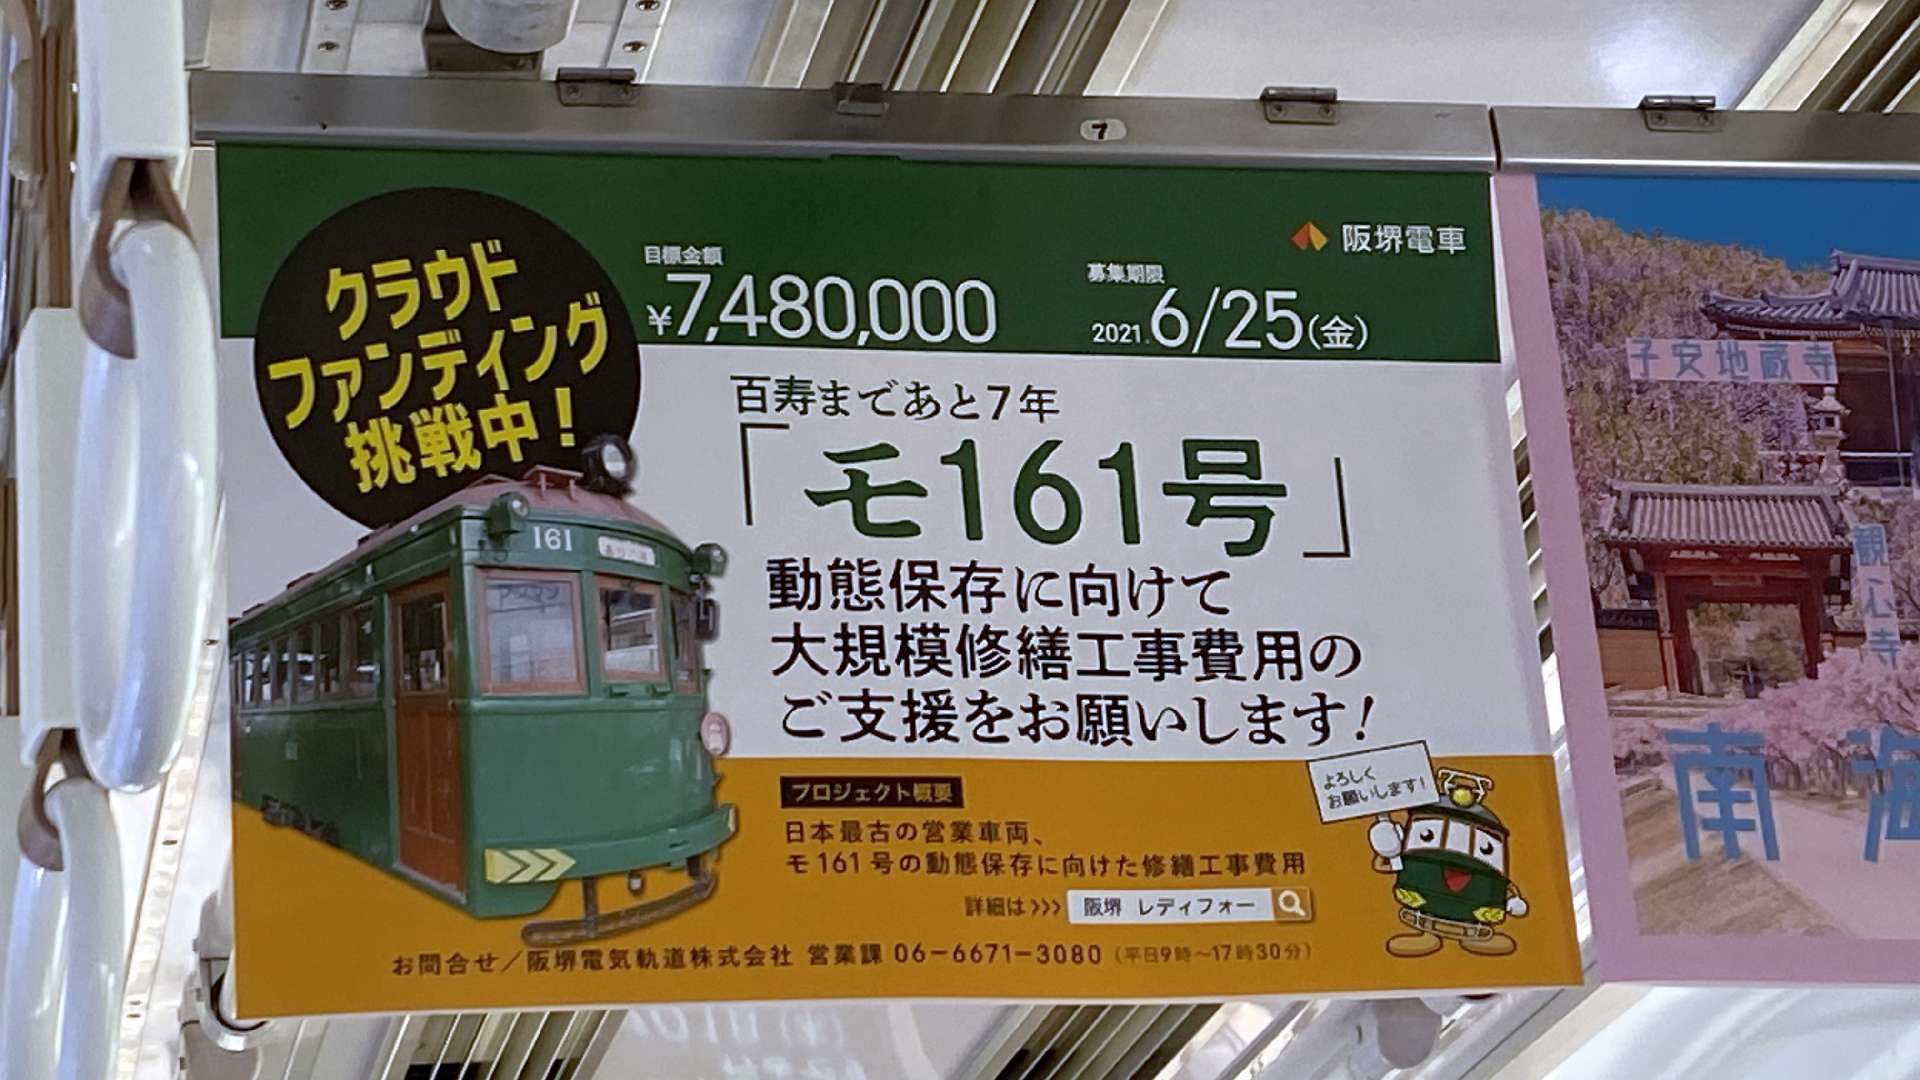 7
クラウド
ファンディング
挑戦中！
目標金額
¥7,480,000
募集期限
2021.6/25(金)
阪堺電車
百寿まであと7年
「モ161号」
動態保存に向けて
大規模修繕工事費用の
ご支援をお願いします！
161
プロジェクト概要
日本最古の営業車両、
モ161号の動態保存に向けた修繕工事費用
詳細は>>> 阪堺 レディフォー
お問合せ／阪堺電気軌道株式会社 営業課 06-6671-3080（平日9時～17時30分）
よろしく
お願いします！
子安地蔵寺
観心寺
南海